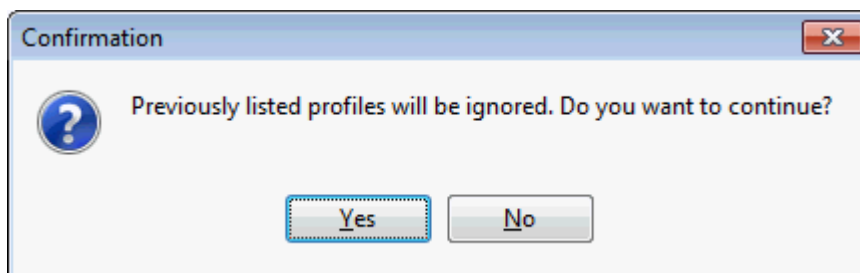 Confirmation
Previously listed profiles will be ignored. Do you want to continue?
Yes
No